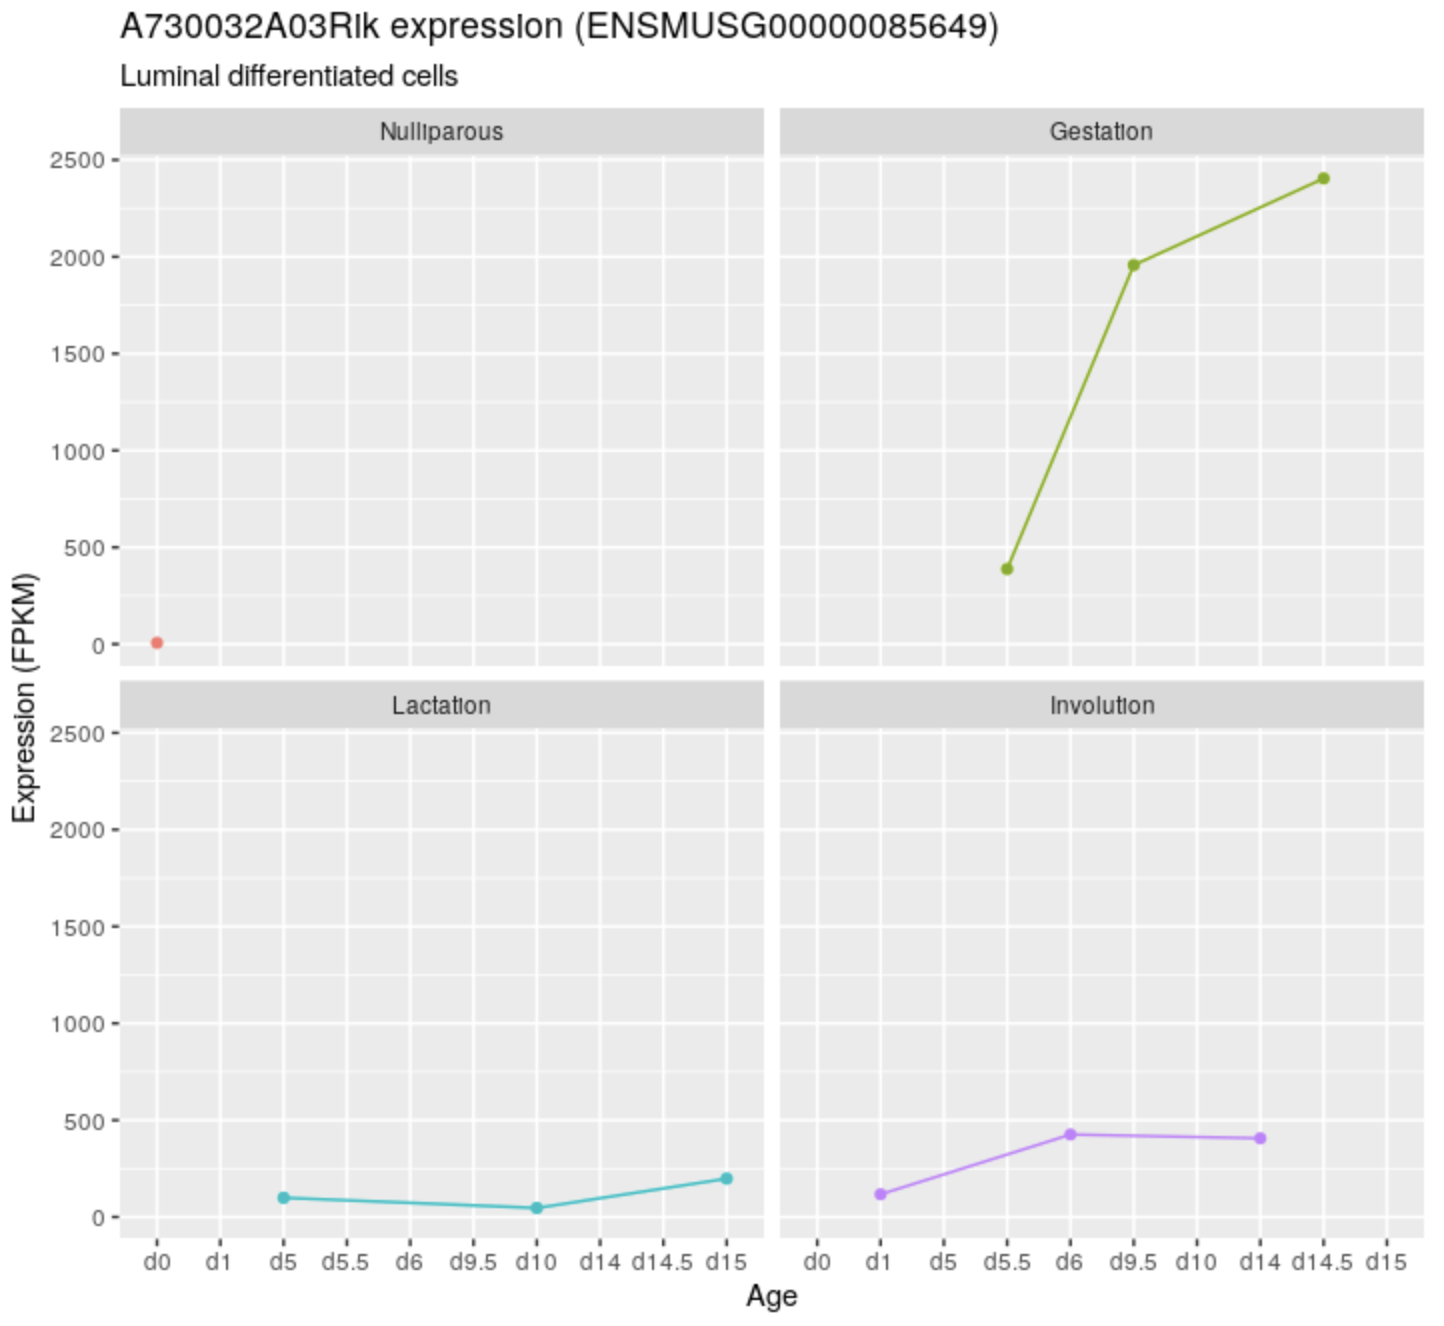 A730032A03Rik expression (ENSMUSG00000085649)
Luminal differentiated cells
Nulliparous
Gestation
2500
2000
1500
1000
500
0
Lactation
Involution
2500
2000
1500
1000
500
0
Expression (FPKM)
d0 d1 d5 d5.5 d6 d9.5 d10 d14 d14.5 d15
d0 d1 d5 d5.5 d6 d9.5 d10 d14 d14.5 d15
Age